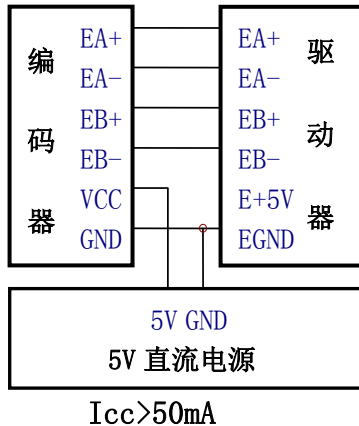 编码器
EA+
EA-
EB+
EB-
VCC
GND
驱动器
EA+
EA-
EB+
EB-
E+5V
EGND
5V GND
5V 直流电源
Icc>50mA